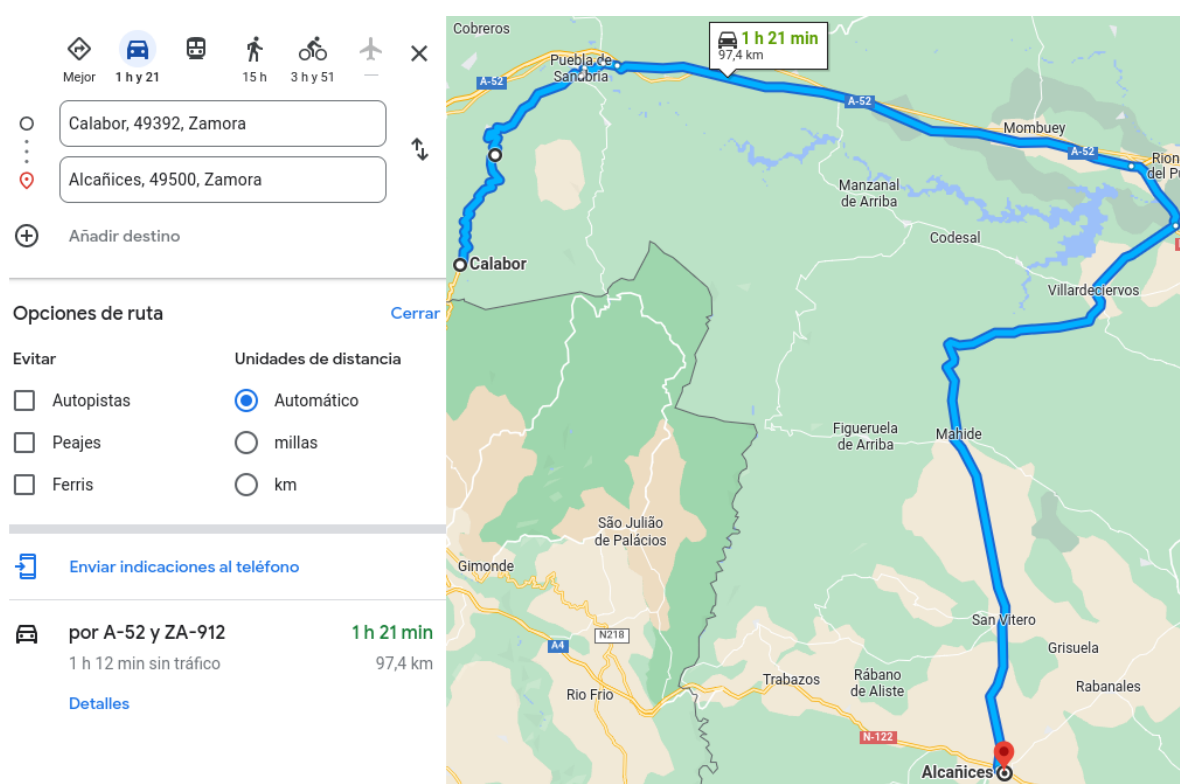 Mejor
1 h y 21
15 h
3 h y 51
—
Calabor, 49392, Zamora
Alcañices, 49500, Zamora
Añadir destino
Opciones de ruta
Cerrar
Evitar
Unidades de distancia
Autopistas
Automático
Peajes
millas
Ferris
km
Enviar indicaciones al teléfono
por A-52 y ZA-912
1 h 21 min
1 h 12 min sin tráfico
97,4 km
Detalles
Cobreros
1 h 21 min
97,4 km
Puebla de
Sanabria
A-52
A-52
Mombuey
A-52
Rion
del Pu
Manzanal
de Arriba
Codesal
Calabor
Villardeciervos
Figueruela
de Arriba
Mahide
São Julião
de Palácios
Gimonde
N218
A4
San Vitero
Grisuela
Rábano
de Aliste
Trabazos
Rabanales
Rio Frio
N-122
Alcañices